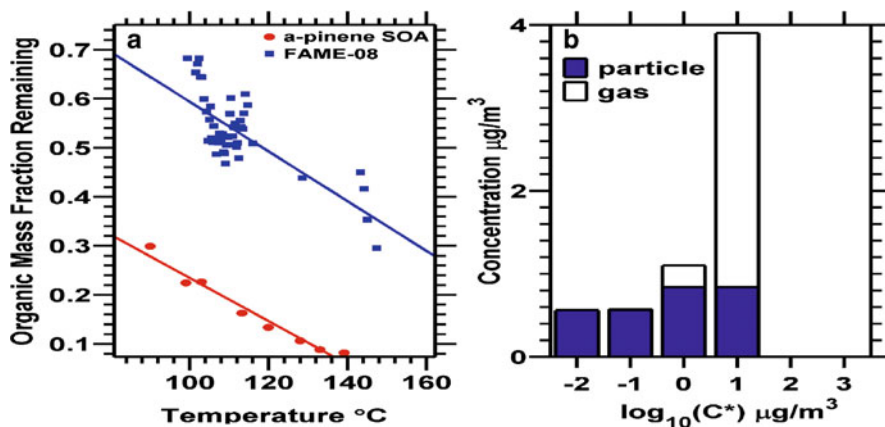 a
a-pinene SOA
FAME-08
Organic Mass Fraction Remaining
0.7
0.6
0.5
0.4
0.3
0.2
0.1
100
120
140
160
Temperature °C
b
particle
gas
Concentration µg/m³
4
2
0
-2
-1
0
1
2
3
log₁₀(C*) µg/m³